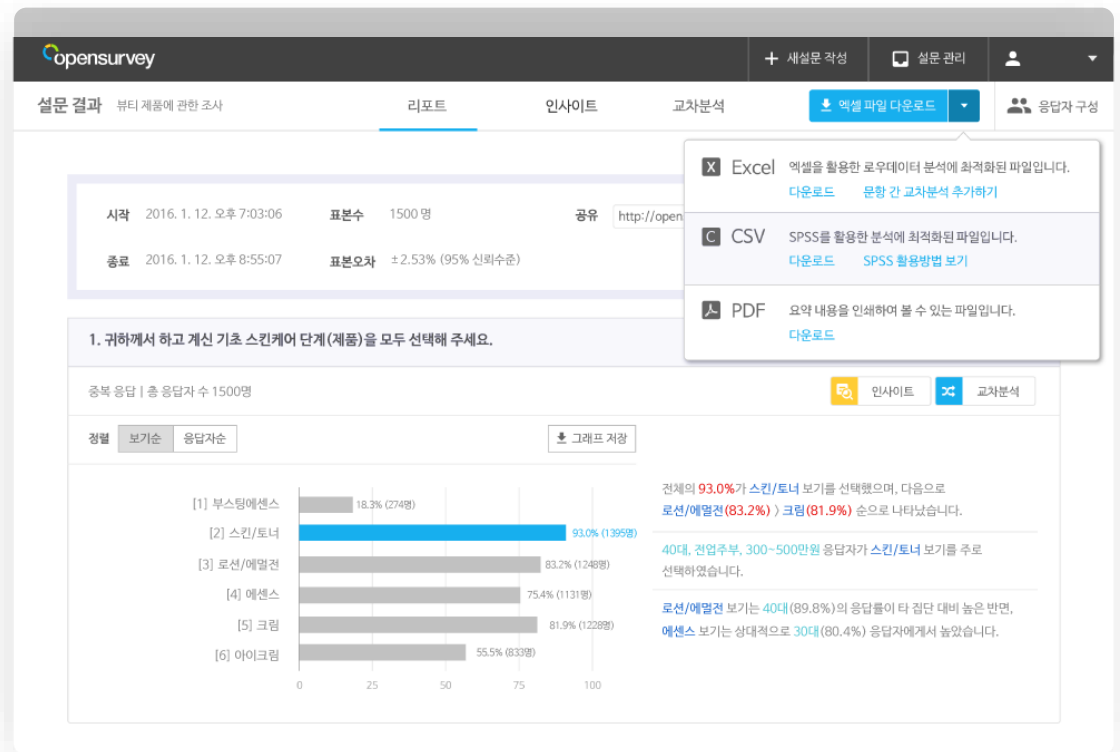 opensurvey
새설문 작성
설문 관리
설문 결과 뷰티 제품에 관한 조사
리포트
인사이트
교차분석
엑셀 파일 다운로드
응답자 구성
X Excel 엑셀을 활용한 로우데이터 분석에 최적화된 파일입니다.
다운로드 문항 간 교차분석 추가하기
C CSV SPSS를 활용한 분석에 최적화된 파일입니다.
다운로드 SPSS 활용방법 보기
PDF 요약 내용을 인쇄하여 볼 수 있는 파일입니다.
다운로드
시작 2016. 1. 12. 오후 7:03:06 표본수 1500 명 공유 http://opens
종료 2016. 1. 12. 오후 8:55:07 표본오차 ±2.53% (95% 신뢰수준)
1. 귀하께서 하고 계신 기초 스킨케어 단계(제품)을 모두 선택해 주세요.
중복 응답 | 총 응답자 수 1500명
인사이트
교차분석
정렬 보기순 응답자순
그래프 저장
[1] 부스팅에센스 18.3% (274명)
[2] 스킨/토너 93.0% (1395명)
[3] 로션/에멀전 83.2% (1248명)
[4] 에센스 75.4% (1131명)
[5] 크림 81.9% (1228명)
[6] 아이크림 55.5% (833명)
0 25 50 75 100
전체의 93.0%가 스킨/토너 보기를 선택했으며, 다음으로
로션/에멀전(83.2%) 〉 크림(81.9%) 순으로 나타났습니다.
40대, 전업주부, 300~500만원 응답자가 스킨/토너 보기를 주로
선택하였습니다.
로션/에멀전 보기는 40대(89.8%)의 응답률이 타 집단 대비 높은 반면,
에센스 보기는 상대적으로 30대(80.4%) 응답자에게서 높았습니다.